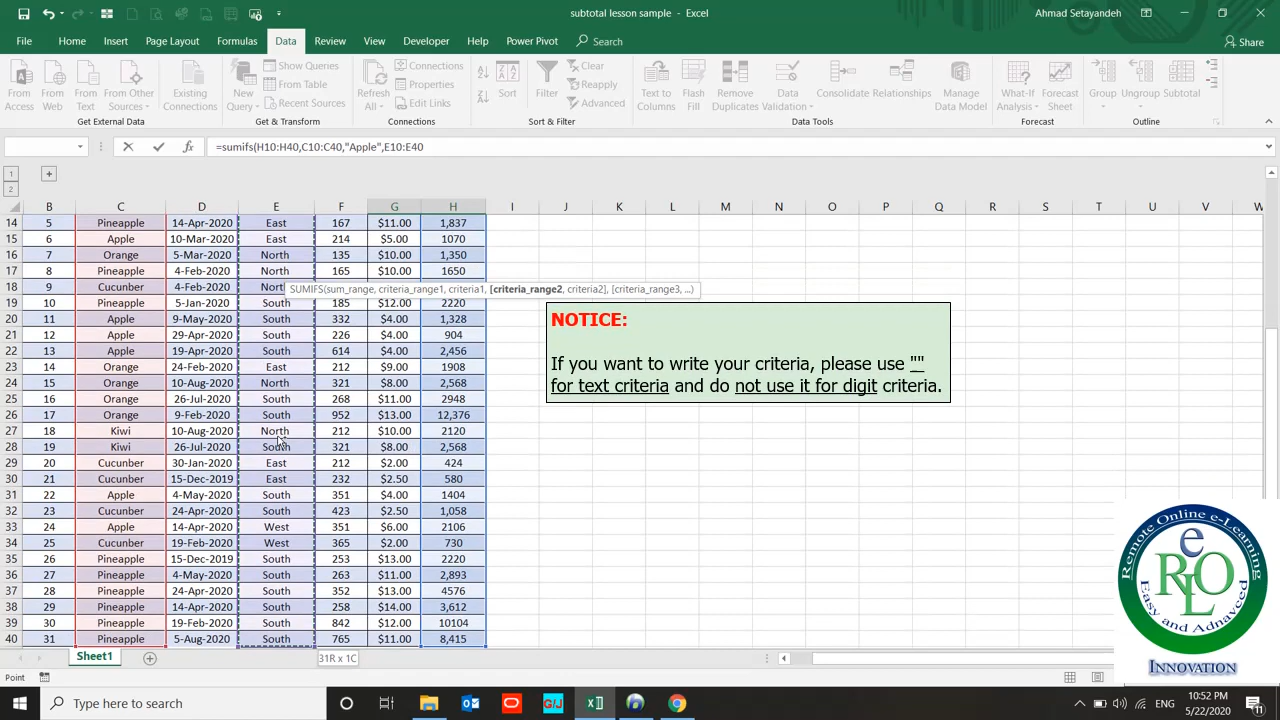 subtotal lesson sample - Excel
Ahmad Setayandeh
File Home Insert Page Layout Formulas Data Review View Developer Help Power Pivot Search Share
From Access From Web From Text From Other Sources Existing Connections New Query Show Queries From Table Recent Sources Refresh All Connections Properties Edit Links Sort Filter Clear Reapply Advanced Text to Columns Flash Fill Remove Duplicates Data Validation Consolidate Relationships Manage Data Model What-If Analysis Forecast Sheet Group Ungroup Subtotal
Get External Data Get & Transform Connections Sort & Filter Data Tools Forecast Outline
=sumifs(H10:H40,C10:C40,"Apple",E10:E40
1
2
B C D E F G H I J K L M N O P Q R S T U V W
14 5 Pineapple 14-Apr-2020 East 167 $11.00 1,837
15 6 Apple 10-Mar-2020 East 214 $5.00 1070
16 7 Orange 5-Mar-2020 North 135 $10.00 1,350
17 8 Pineapple 4-Feb-2020 North 165 $10.00 1650
18 9 Cucunber 4-Feb-2020 North
SUMIFS(sum_range, criteria_range1, criteria1, [criteria_range2, criteria2], [criteria_range3, ...)
19 10 Pineapple 5-Jan-2020 South 185 $12.00 2220
20 11 Apple 9-May-2020 South 332 $4.00 1,328
21 12 Apple 29-Apr-2020 South 226 $4.00 904
22 13 Apple 19-Apr-2020 South 614 $4.00 2,456
23 14 Orange 24-Feb-2020 East 212 $9.00 1908
24 15 Orange 10-Aug-2020 North 321 $8.00 2,568
25 16 Orange 26-Jul-2020 South 268 $11.00 2948
26 17 Orange 9-Feb-2020 South 952 $13.00 12,376
27 18 Kiwi 10-Aug-2020 North 212 $10.00 2120
28 19 Kiwi 26-Jul-2020 South 321 $8.00 2,568
29 20 Cucunber 30-Jan-2020 East 212 $2.00 424
30 21 Cucunber 15-Dec-2019 East 232 $2.50 580
31 22 Apple 4-May-2020 South 351 $4.00 1404
32 23 Cucunber 24-Apr-2020 South 423 $2.50 1,058
33 24 Apple 14-Apr-2020 West 351 $6.00 2106
34 25 Cucunber 19-Feb-2020 West 365 $2.00 730
35 26 Pineapple 15-Dec-2019 South 253 $13.00 2220
36 27 Pineapple 4-May-2020 South 263 $11.00 2,893
37 28 Pineapple 24-Apr-2020 South 352 $13.00 4576
38 29 Pineapple 14-Apr-2020 South 258 $14.00 3,612
39 30 Pineapple 19-Feb-2020 South 842 $12.00 10104
40 31 Pineapple 5-Aug-2020 South 765 $11.00 8,415
NOTICE:
If you want to write your criteria, please use ""
for text criteria and do not use it for digit criteria.
Remote Online e-Learning
e
RLO
Easy and Adnayeed
INNOVATION
Sheet1
31R x 1C
Point
Type here to search
G/J
ENG
10:52 PM
5/22/2020
11